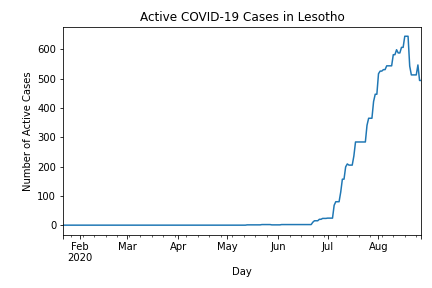 Active COVID-19 Cases in Lesotho
Number of Active Cases
600
500
400
300
200
100
0
Feb Mar Apr May Jun Jul Aug
2020
Day